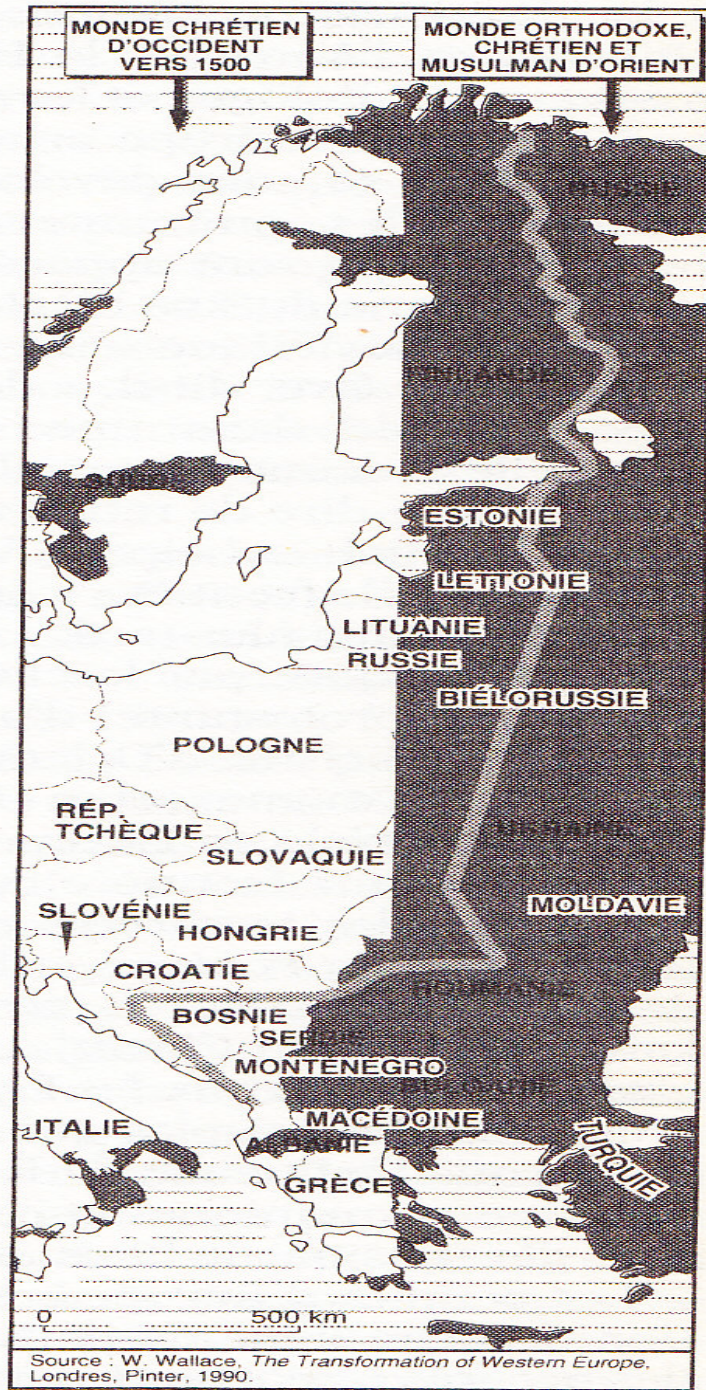 MONDE CHRÉTIEN
D'OCCIDENT
VERS 1500
MONDE ORTHODOXE,
CHRÉTIEN ET
MUSULMAN D'ORIENT
RUSSIE
FINLANDE
SUÈDE
ESTONIE
LETTONIE
LITUANIE
RUSSIE
BIÉLORUSSIE
POLOGNE
RÉP.
TCHÈQUE
UKRAINE
SLOVAQUIE
SLOVÉNIE
MOLDAVIE
HONGRIE
CROATIE
ROUMANIE
BOSNIE
SERBIE
MONTENEGRO
BULGARIE
MACÉDOINE
ITALIE
ALBANIE
TURQUIE
GRÈCE
0 500 km
Source : W. Wallace, The Transformation of Western Europe,
Londres, Pinter, 1990.